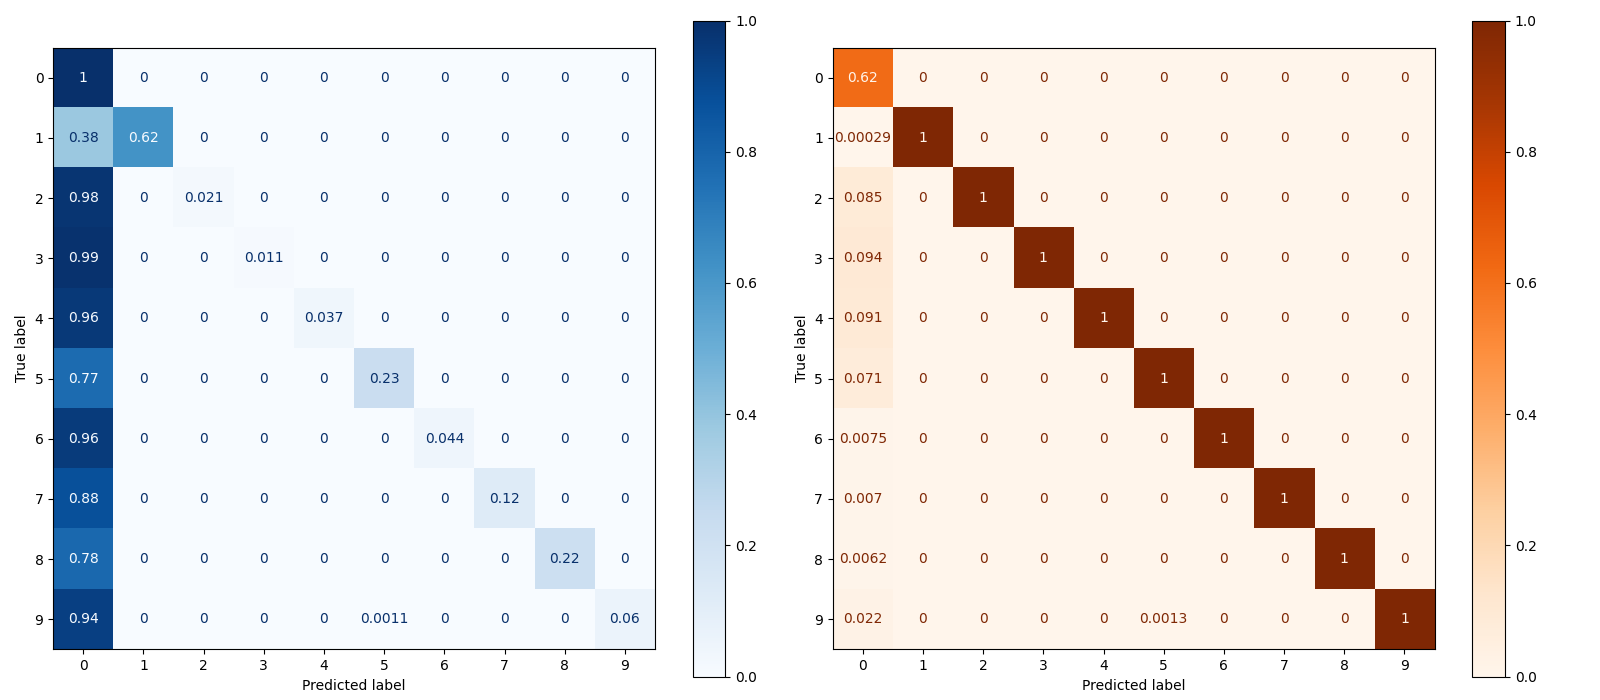 0 1 0 0 0 0 0 0 0 0 0
1 0.38 0.62 0 0 0 0 0 0 0 0
2 0.98 0 0.021 0 0 0 0 0 0 0
3 0.99 0 0 0.011 0 0 0 0 0 0
4 0.96 0 0 0 0.037 0 0 0 0 0
5 0.77 0 0 0 0 0.23 0 0 0 0
6 0.96 0 0 0 0 0 0.044 0 0 0
7 0.88 0 0 0 0 0 0 0.12 0 0
8 0.78 0 0 0 0 0 0 0 0.22 0
9 0.94 0 0 0 0 0.0011 0 0 0 0.06
0 1 2 3 4 5 6 7 8 9
Predicted label
True label
1.0
0.8
0.6
0.4
0.2
0.0
0 0.62 0 0 0 0 0 0 0 0 0
1 0.00029 1 0 0 0 0 0 0 0 0
2 0.085 0 1 0 0 0 0 0 0 0
3 0.094 0 0 1 0 0 0 0 0 0
4 0.091 0 0 0 1 0 0 0 0 0
5 0.071 0 0 0 0 1 0 0 0 0
6 0.0075 0 0 0 0 0 1 0 0 0
7 0.007 0 0 0 0 0 0 1 0 0
8 0.0062 0 0 0 0 0 0 0 1 0
9 0.022 0 0 0 0 0.0013 0 0 0 1
0 1 2 3 4 5 6 7 8 9
Predicted label
True label
1.0
0.8
0.6
0.4
0.2
0.0